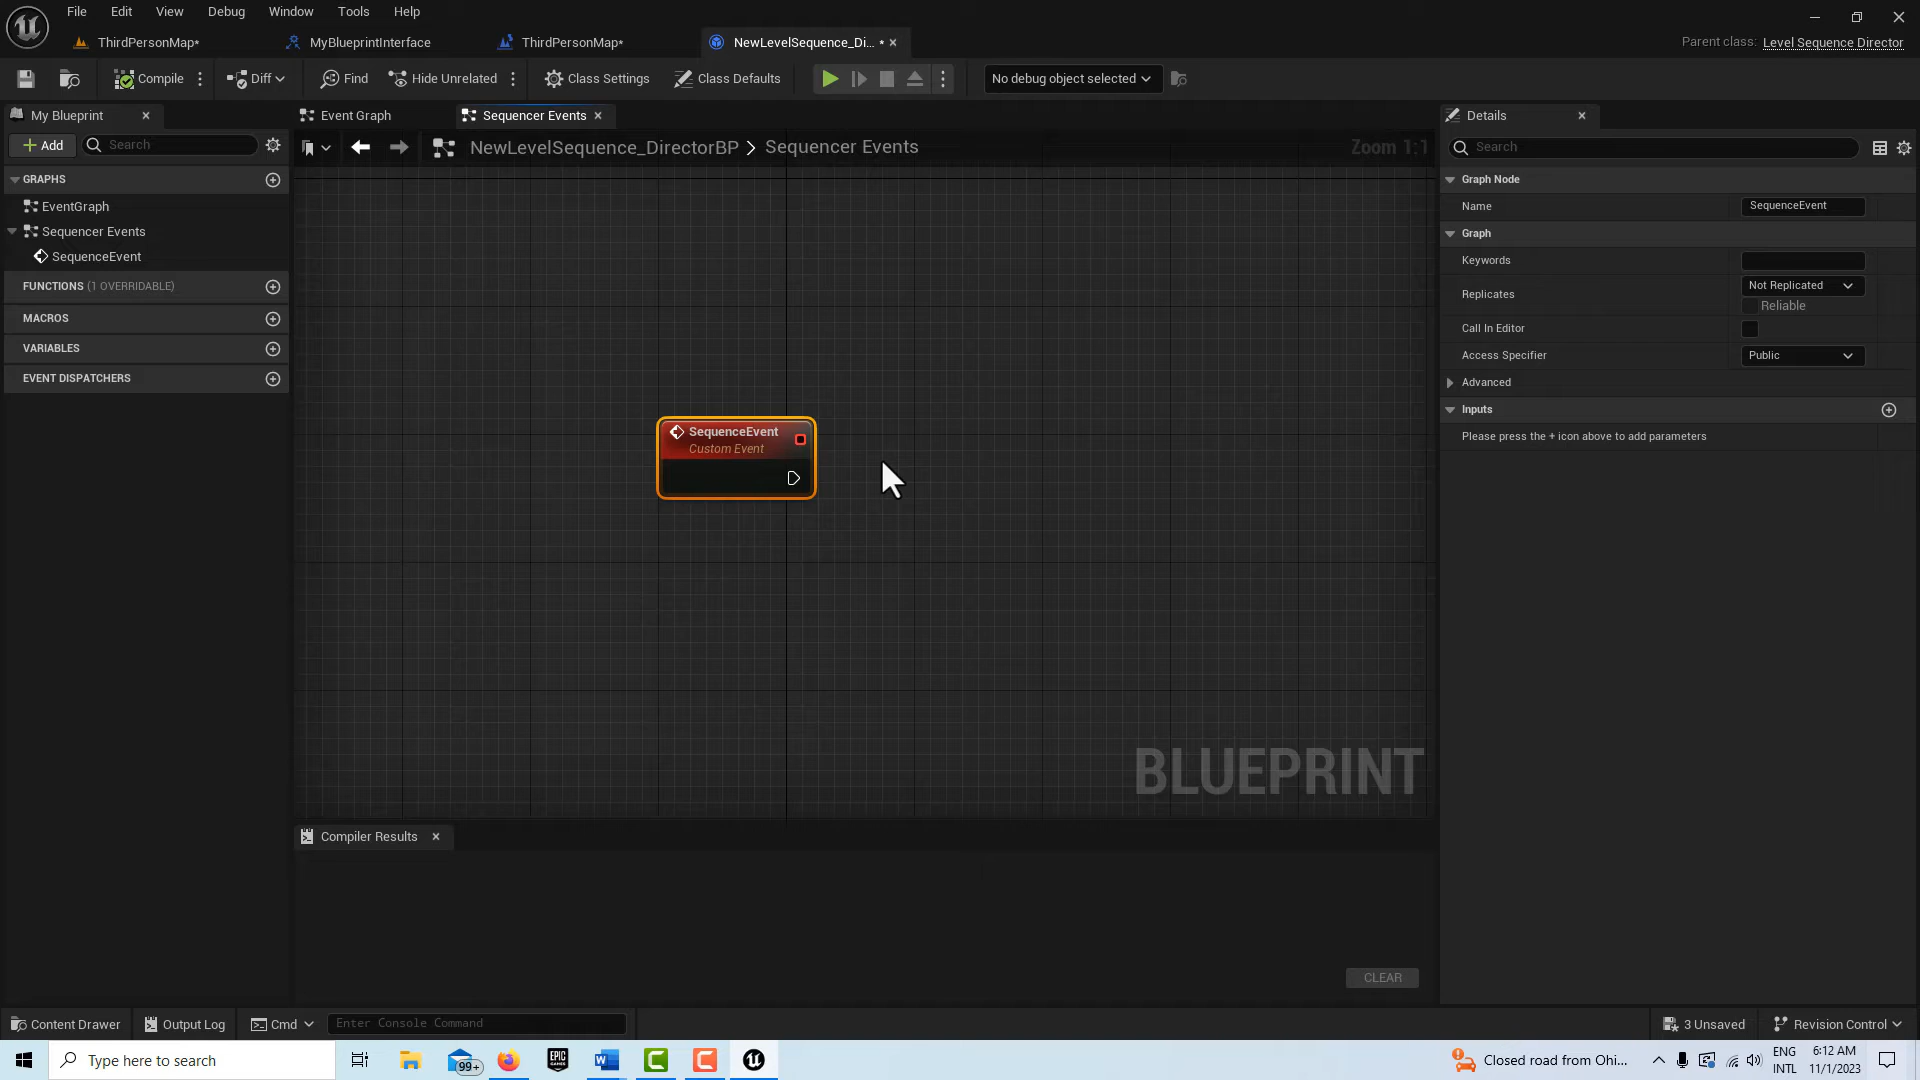 File Edit View Debug Window Tools Help
ThirdPersonMap* MyBlueprintInterface ThirdPersonMap* NewLevelSequence_Di... *
Parent class: Level Sequence Director
Compile Diff Find Hide Unrelated Class Settings Class Defaults No debug object selected
My Blueprint
Add Search
GRAPHS
EventGraph
Sequencer Events
SequenceEvent
FUNCTIONS (1 OVERRIDABLE)
MACROS
VARIABLES
EVENT DISPATCHERS
Event Graph Sequencer Events
NewLevelSequence_DirectorBP > Sequencer Events Zoom 1:1
SequenceEvent
Custom Event
BLUEPRINT
Compiler Results
CLEAR
Details
Search
Graph Node
Name SequenceEvent
Graph
Keywords
Replicates Not Replicated
Reliable
Call In Editor
Access Specifier Public
Advanced
Inputs
Please press the + icon above to add parameters
Content Drawer Output Log Cmd Enter Console Command 3 Unsaved Revision Control
Type here to search 99+ EPIC GAMES W Closed road from Ohi... ENG INTL 6:12 AM 11/1/2023